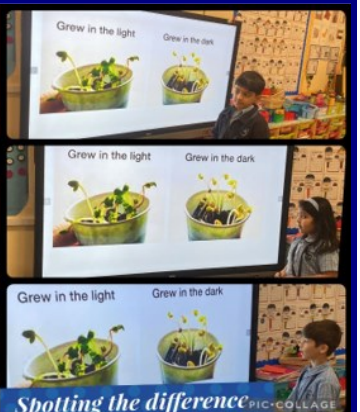 Grew in the light
Grew in the dark
Grew in the light
Grew in the dark
Grew in the light
Grew in the dark
Spotting the difference
PIC•COLLAGE